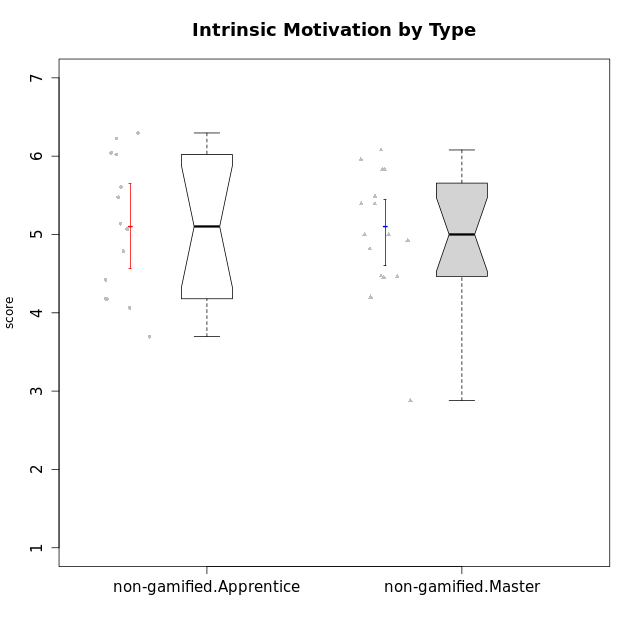 Intrinsic Motivation by Type
score
7
6
5
4
3
2
1
non-gamified.Apprentice
non-gamified.Master